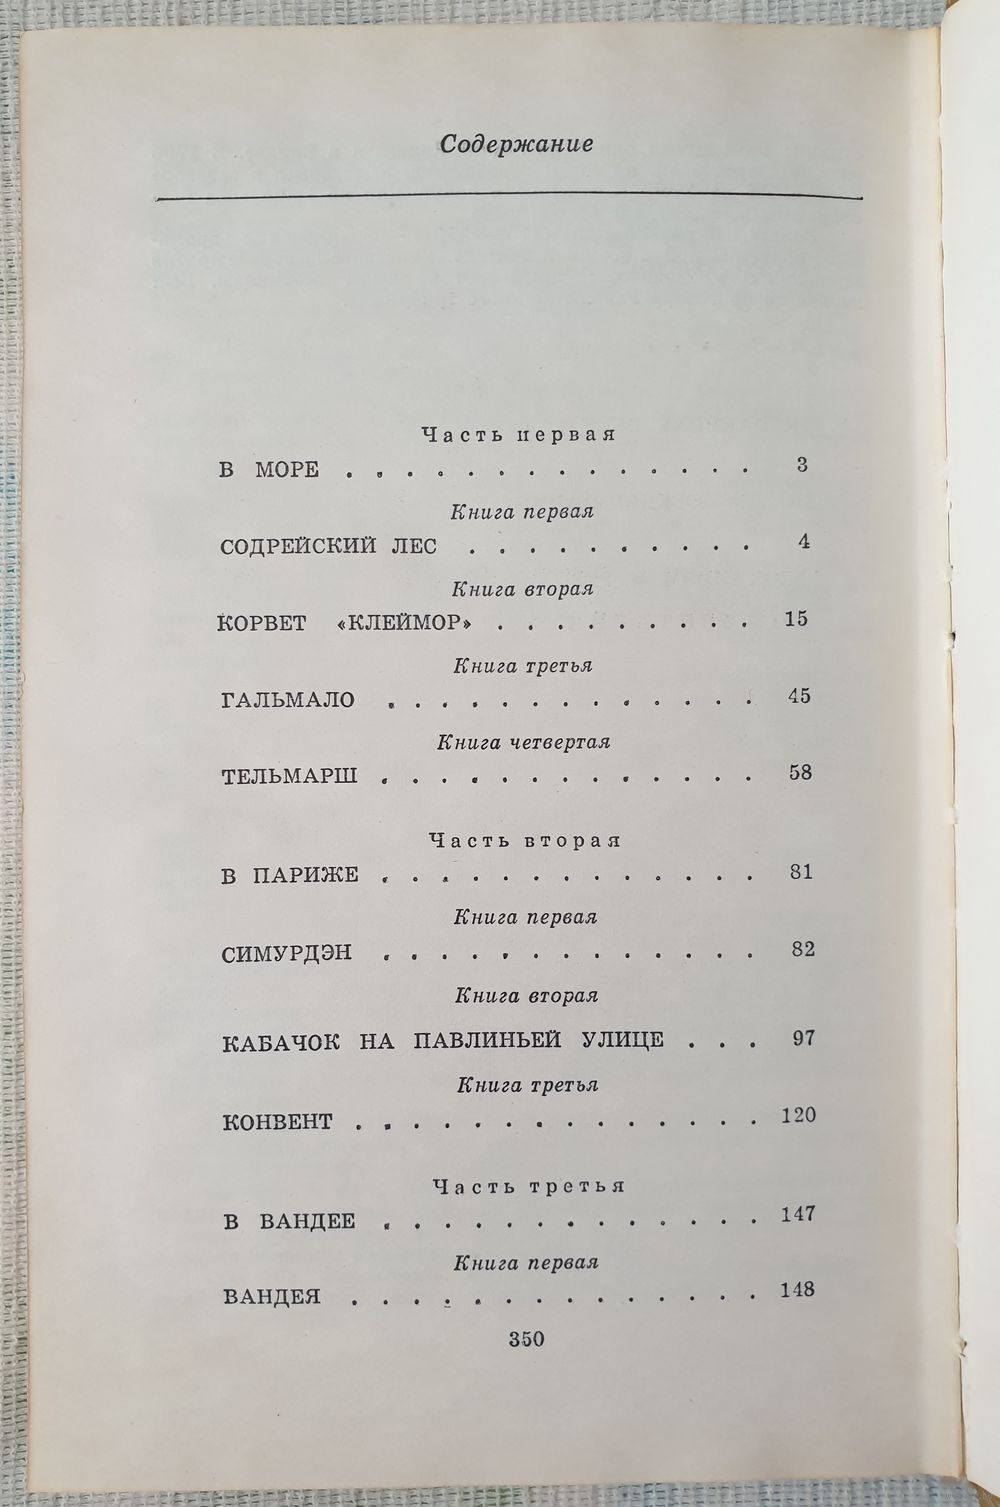 Содержание
Часть первая
В МОРЕ . . . . . . . . . . . . . . 3
Книга первая
СОДРЕЙСКИЙ ЛЕС . . . . . . . . . . 4
Книга вторая
КОРВЕТ «КЛЕЙМОР» . . . . . . . . . 15
Книга третья
ГАЛЬМАЛО . . . . . . . . . . . . . 45
Книга четвертая
ТЕЛЬМАРШ . . . . . . . . . . . . . 58
Часть вторая
В ПАРИЖЕ . . . . . . . . . . . . . 81
Книга первая
СИМУРДЭН . . . . . . . . . . . . . 82
Книга вторая
КАБАЧОК НА ПАВЛИНЬЕЙ УЛИЦЕ . . . 97
Книга третья
КОНВЕНТ . . . . . . . . . . . . . . 120
Часть третья
В ВАНДЕЕ . . . . . . . . . . . . . 147
Книга первая
ВАНДЕЯ . . . . . . . . . . . . . . 148
350